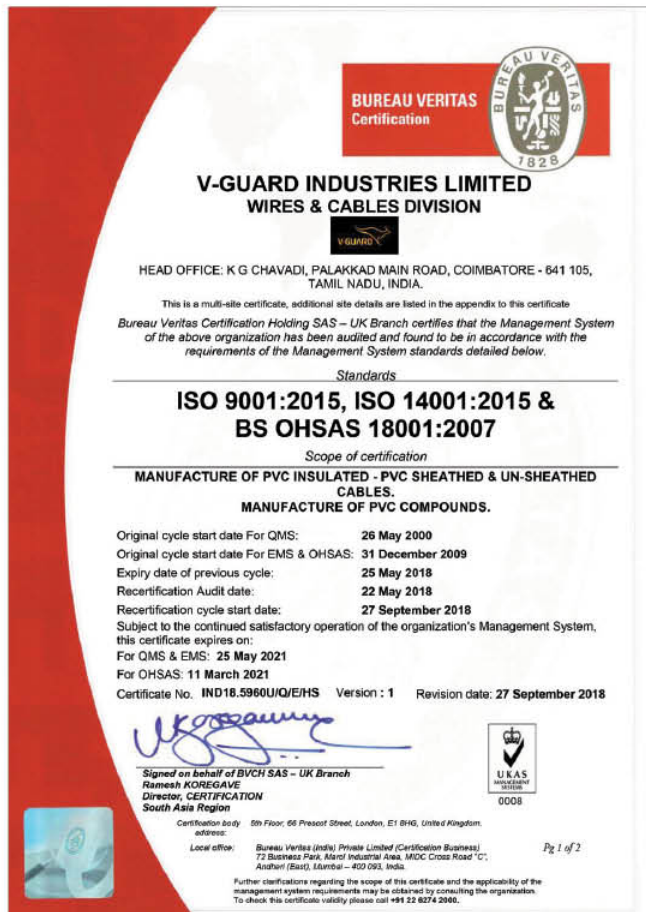 BUREAU VERITAS
Certification
BUREAU VERITAS
1828
V-GUARD INDUSTRIES LIMITED
WIRES & CABLES DIVISION
V-GUARD
HEAD OFFICE: K G CHAVADI, PALAKKAD MAIN ROAD, COIMBATORE - 641 105,
TAMIL NADU, INDIA.
This is a multi-site certificate, additional site details are listed in the appendix to this certificate
Bureau Veritas Certification Holding SAS – UK Branch certifies that the Management System
of the above organization has been audited and found to be in accordance with the
requirements of the Management System standards detailed below.
Standards
ISO 9001:2015, ISO 14001:2015 &
BS OHSAS 18001:2007
Scope of certification
MANUFACTURE OF PVC INSULATED - PVC SHEATHED & UN-SHEATHED
CABLES.
MANUFACTURE OF PVC COMPOUNDS.
Original cycle start date For QMS: 26 May 2000
Original cycle start date For EMS & OHSAS: 31 December 2009
Expiry date of previous cycle: 25 May 2018
Recertification Audit date: 22 May 2018
Recertification cycle start date: 27 September 2018
Subject to the continued satisfactory operation of the organization's Management System,
this certificate expires on:
For QMS & EMS: 25 May 2021
For OHSAS: 11 March 2021
Certificate No. IND18.5960U/Q/E/HS Version : 1 Revision date: 27 September 2018
Signed on behalf of BVCH SAS – UK Branch
Ramesh KOREGAVE
Director, CERTIFICATION
South Asia Region
UKAS
MANAGEMENT
SYSTEMS
0008
Certification body address: 5th Floor, 66 Prescot Street, London, E1 8HG, United Kingdom.
Local office: Bureau Veritas (India) Private Limited (Certification Business)
72 Business Park, Marol Industrial Area, MIDC Cross Road "C",
Andheri (East), Mumbai – 400 093, India.
Pg 1 of 2
Further clarifications regarding the scope of this certificate and the applicability of the
management system requirements may be obtained by consulting the organization.
To check this certificate validity please call +91 22 6274 2000.